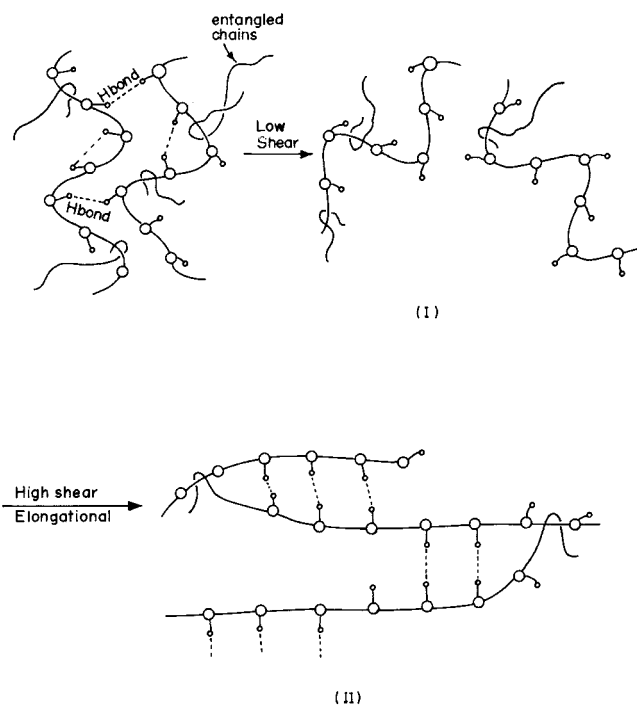 entangled
chains
Hbond
Low
Shear
Hbond
(I)
High shear
Elongational
(II)